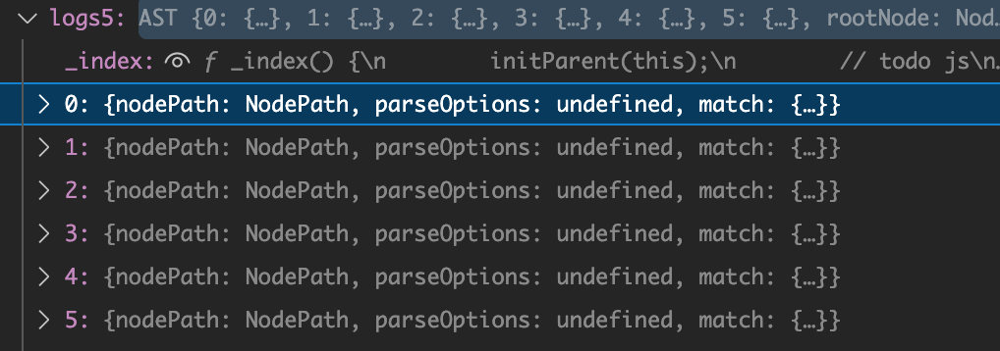 logs5: AST {0: {…}, 1: {…}, 2: {…}, 3: {…}, 4: {…}, 5: {…}, rootNode: Nod…
_index: ƒ _index() {\n        initParent(this);\n        // todo js\n…
0: {nodePath: NodePath, parseOptions: undefined, match: {…}}
1: {nodePath: NodePath, parseOptions: undefined, match: {…}}
2: {nodePath: NodePath, parseOptions: undefined, match: {…}}
3: {nodePath: NodePath, parseOptions: undefined, match: {…}}
4: {nodePath: NodePath, parseOptions: undefined, match: {…}}
5: {nodePath: NodePath, parseOptions: undefined, match: {…}}